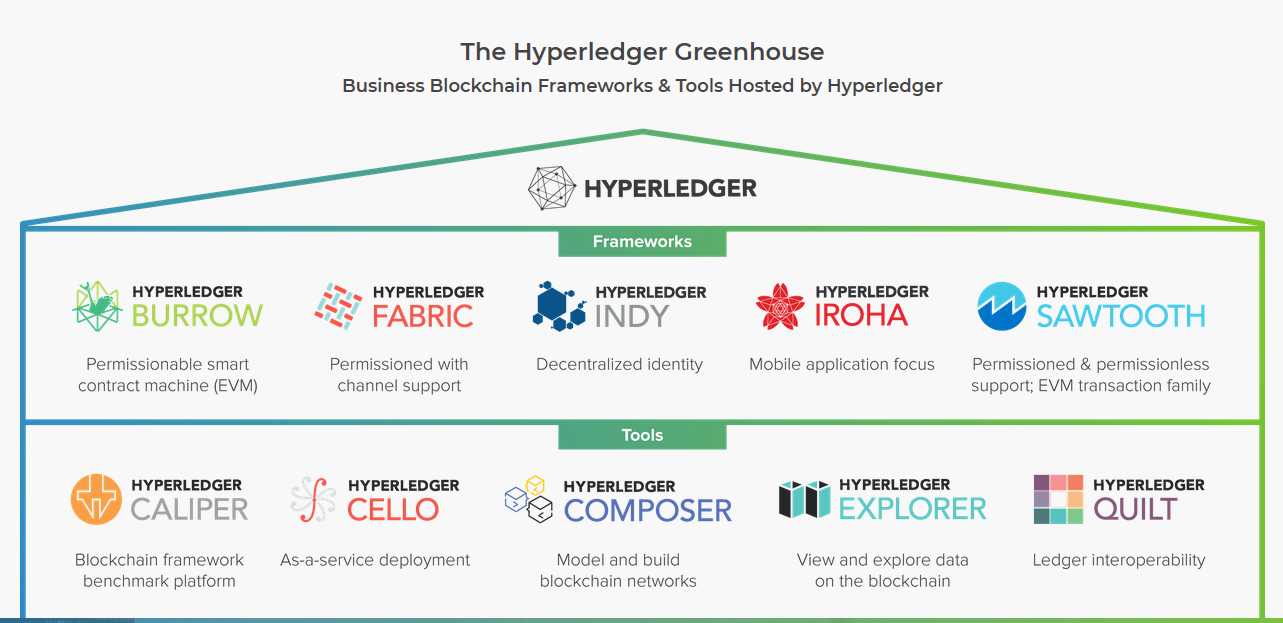 The Hyperledger Greenhouse
Business Blockchain Frameworks & Tools Hosted by Hyperledger
HYPERLEDGER
Frameworks
HYPERLEDGER
BURROW
Permissionable smart
contract machine (EVM)
HYPERLEDGER
FABRIC
Permissioned with
channel support
HYPERLEDGER
INDY
Decentralized identity
HYPERLEDGER
IROHA
Mobile application focus
HYPERLEDGER
SAWTOOTH
Permissioned & permissionless
support; EVM transaction family
Tools
HYPERLEDGER
CALIPER
Blockchain framework
benchmark platform
HYPERLEDGER
CELLO
As-a-service deployment
HYPERLEDGER
COMPOSER
Model and build
blockchain networks
HYPERLEDGER
EXPLORER
View and explore data
on the blockchain
HYPERLEDGER
QUILT
Ledger interoperability